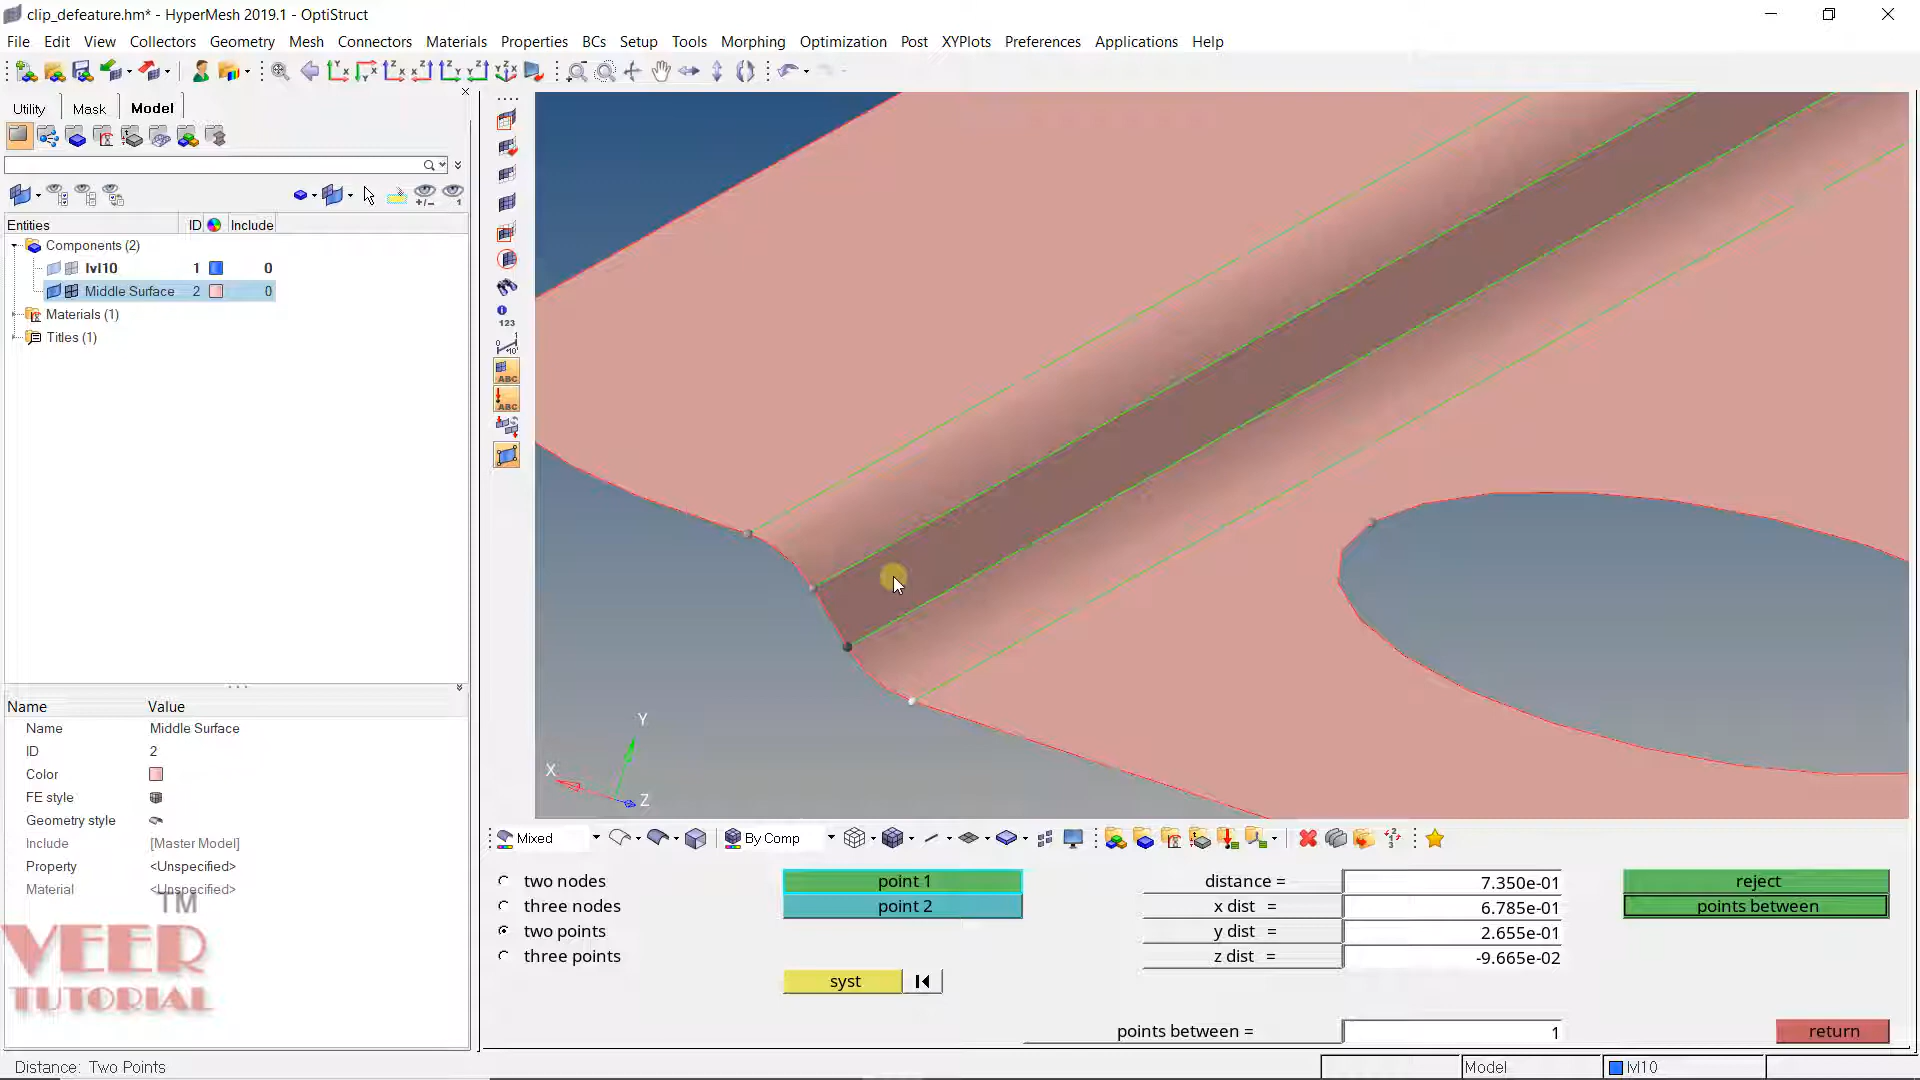 clip_defeature.hm* - HyperMesh 2019.1 - OptiStruct
File Edit View Collectors Geometry Mesh Connectors Materials Properties BCs Setup Tools Morphing Optimization Post XYPlots Preferences Applications Help
Utility Mask Model
Entities ID Include
Components (2)
lvl10 1 0
Middle Surface 2 0
Materials (1)
Titles (1)
123
ABC
ABC
Name Value
Name Middle Surface
ID 2
Color
FE style
Geometry style
Include [Master Model]
Property <Unspecified>
Material <Unspecified>
TM
VEER
TUTORIAL
Y
X
Z
Mixed By Comp
two nodes point 1 distance = 7.350e-01 reject
three nodes point 2 x dist = 6.785e-01 points between
two points y dist = 2.655e-01
three points z dist = -9.665e-02
syst
points between = 1 return
Distance: Two Points Model lvl10